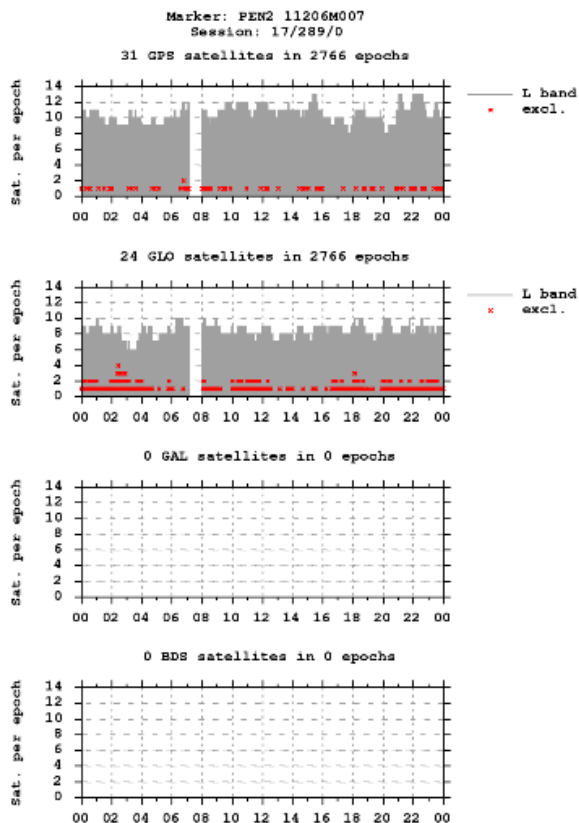 Marker: PEN2 11206M007
Session: 17/289/0
31 GPS satellites in 2766 epochs
14
12
10
8
6
4
2
0
Sat. per epoch
00 02 04 06 08 10 12 14 16 18 20 22 00
L band
excl.
24 GLO satellites in 2766 epochs
14
12
10
8
6
4
2
0
Sat. per epoch
00 02 04 06 08 10 12 14 16 18 20 22 00
L band
excl.
0 GAL satellites in 0 epochs
14
12
10
8
6
4
2
0
Sat. per epoch
00 02 04 06 08 10 12 14 16 18 20 22 00
0 BDS satellites in 0 epochs
14
12
10
8
6
4
2
0
Sat. per epoch
00 02 04 06 08 10 12 14 16 18 20 22 00